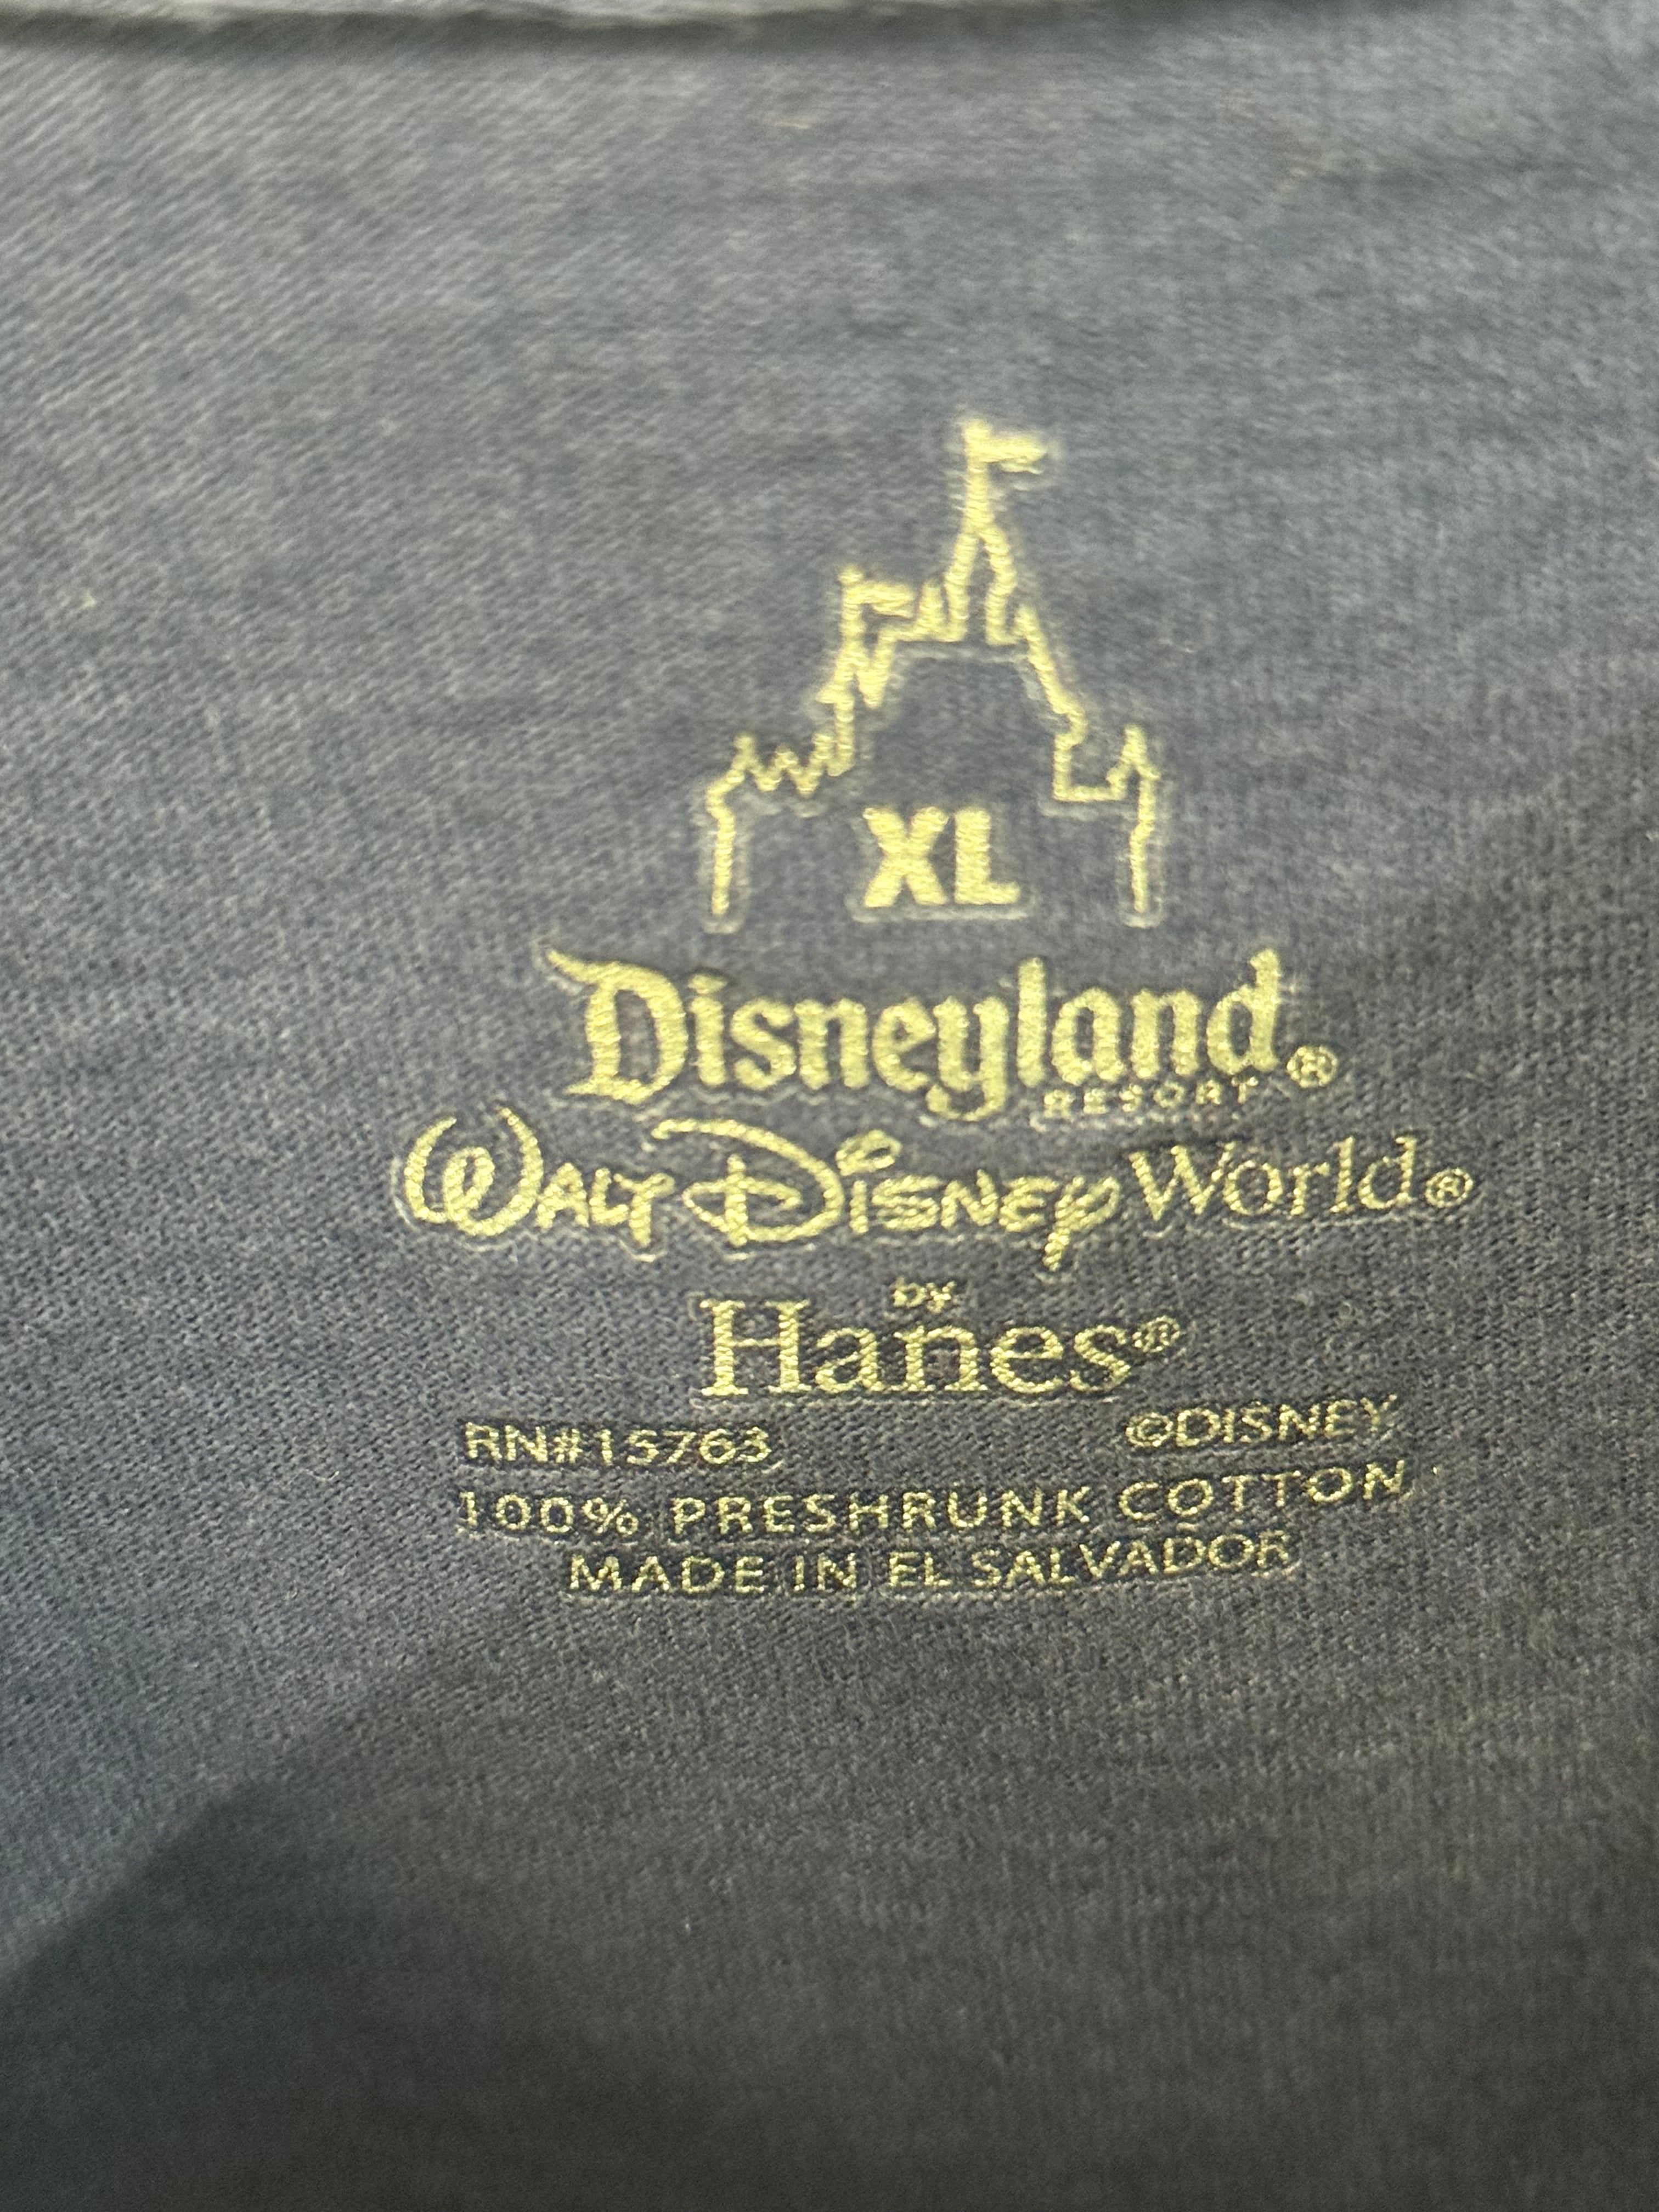 XL
Disneyland®
RESORT
WALT DISNEY World®
by
Hanes®
RN#15763 ©DISNEY
100% PRESHRUNK COTTON
MADE IN EL SALVADOR